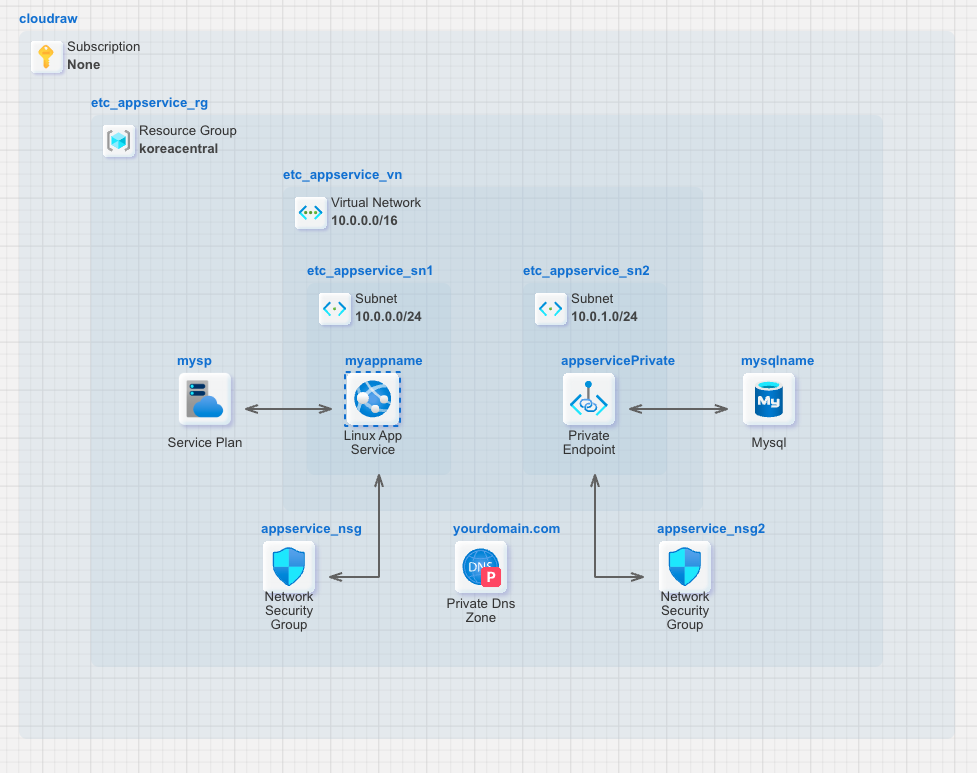 cloudraw
Subscription
None
etc_appservice_rg
Resource Group
koreacentral
etc_appservice_vn
Virtual Network
10.0.0.0/16
etc_appservice_sn1
Subnet
10.0.0.0/24
etc_appservice_sn2
Subnet
10.0.1.0/24
mysp
Service Plan
myappname
Linux App
Service
appservicePrivate
Private
Endpoint
mysqlname
My
Mysql
appservice_nsg
Network
Security
Group
yourdomain.com
DNS
P
Private Dns
Zone
appservice_nsg2
Network
Security
Group